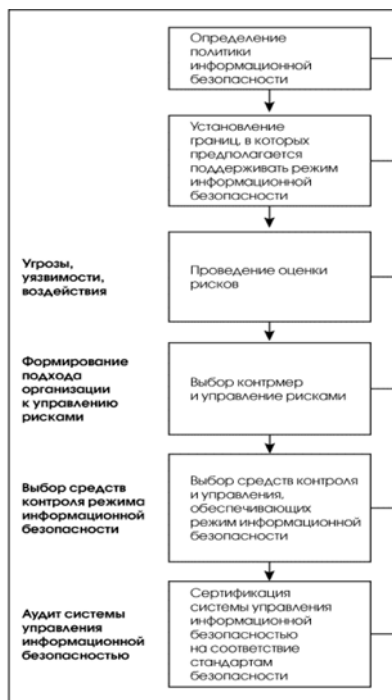 Определение
политики
информационной
безопасности
Установление
границ, в которых
предполагается
поддерживать режим
информационной
безопасности
Угрозы,
уязвимости,
воздействия
Проведение оценки
рисков
Формирование
подхода
организации
к управлению
рисками
Выбор контрмер
и управление рисками
Выбор средств
контроля режима
информационной
безопасности
Выбор средств контроля
и управления,
обеспечивающих
режим информационной
безопасности
Аудит системы
управления
информационной
безопасностью
Сертификация
системы управления
информационной
безопасностью
на соответствие
стандартам
безопасности